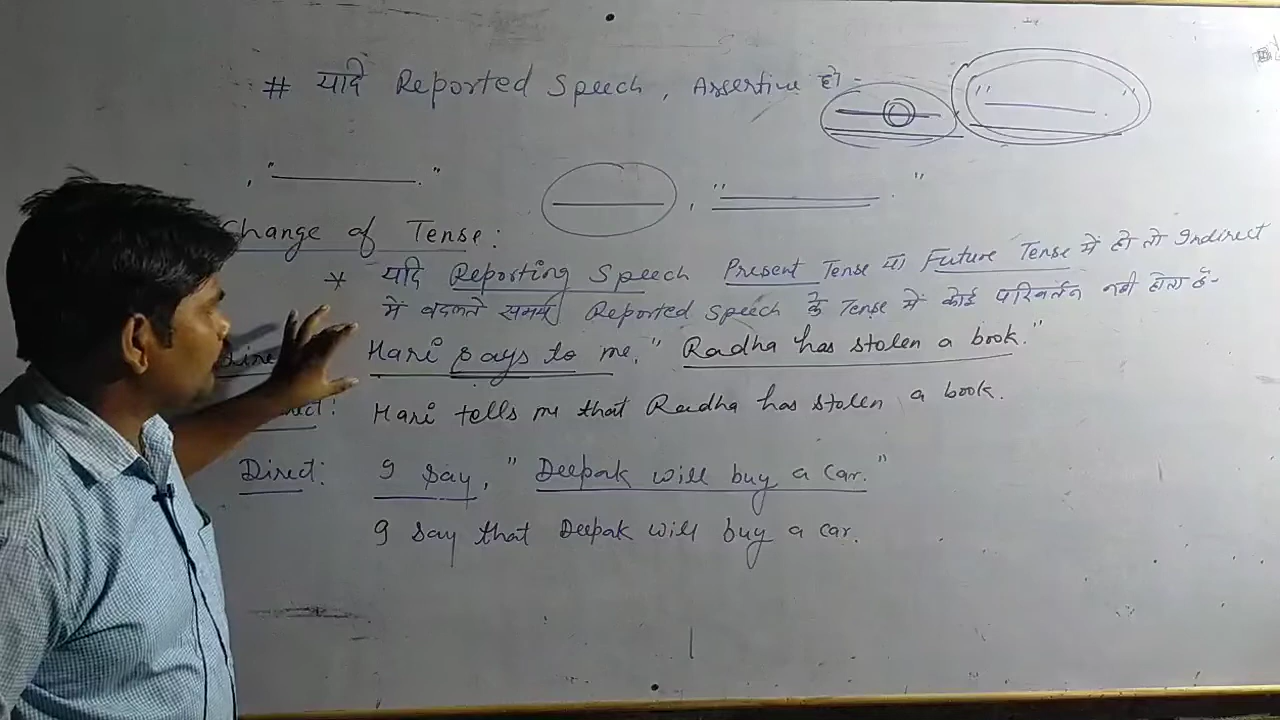 # यदि Reported Speech, Assertive हो -
, " ." , " . "
Change of Tense:
* यदि Reporting Speech Present Tense या Future Tense में हो तो Indirect
में बदलते समय Reported Speech के Tense में कोई परिवर्तन नहीं होता है-
Dire Hari says to me, "Radha has stolen a book."
ct: Hari tells me that Radha has stolen a book.
Direct: I say, "Deepak will buy a car."
I say that Deepak will buy a car.